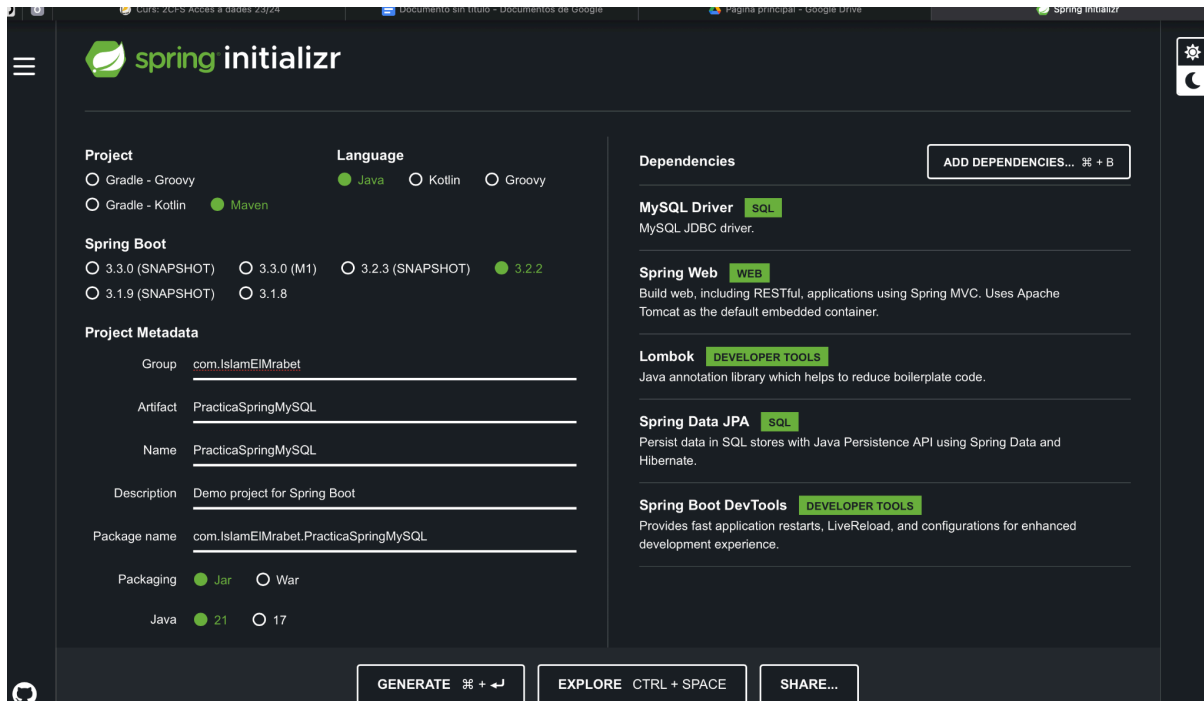 Curs: 2CFS Accés a dades 23/24
Documento sin título - Documentos de Google
Página principal - Google Drive
Spring Initializr
spring initializr
Project
Gradle - Groovy
Gradle - Kotlin Maven
Language
Java Kotlin Groovy
Spring Boot
3.3.0 (SNAPSHOT) 3.3.0 (M1) 3.2.3 (SNAPSHOT) 3.2.2
3.1.9 (SNAPSHOT) 3.1.8
Project Metadata
Group com.IslamElMrabet
Artifact PracticaSpringMySQL
Name PracticaSpringMySQL
Description Demo project for Spring Boot
Package name com.IslamElMrabet.PracticaSpringMySQL
Packaging Jar War
Java 21 17
Dependencies
ADD DEPENDENCIES... ⌘ + B
MySQL Driver SQL
MySQL JDBC driver.
Spring Web WEB
Build web, including RESTful, applications using Spring MVC. Uses Apache
Tomcat as the default embedded container.
Lombok DEVELOPER TOOLS
Java annotation library which helps to reduce boilerplate code.
Spring Data JPA SQL
Persist data in SQL stores with Java Persistence API using Spring Data and
Hibernate.
Spring Boot DevTools DEVELOPER TOOLS
Provides fast application restarts, LiveReload, and configurations for enhanced
development experience.
GENERATE ⌘ + ↵
EXPLORE CTRL + SPACE
SHARE...